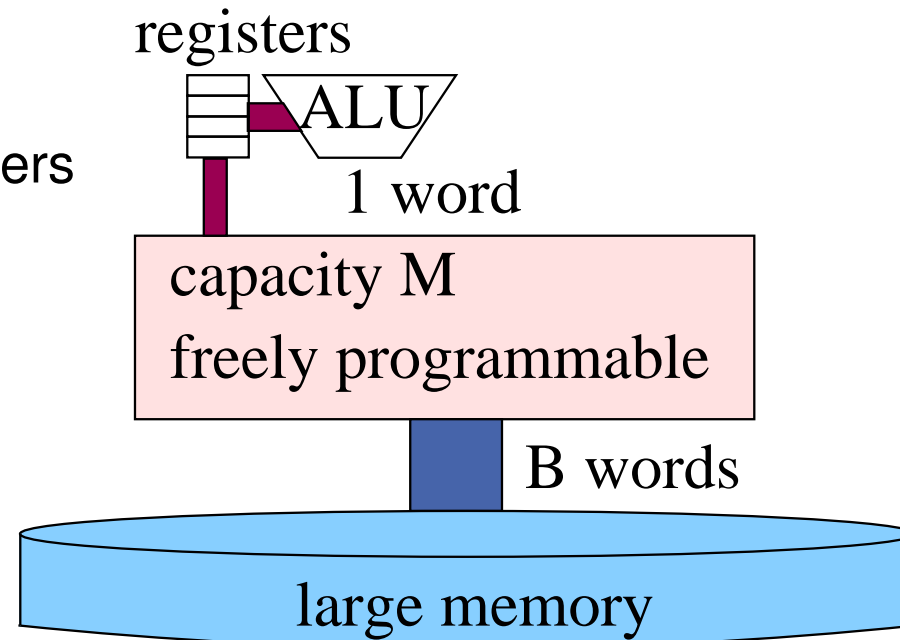 registers
ALU
ers
1 word
capacity M
freely programmable
B words
large memory